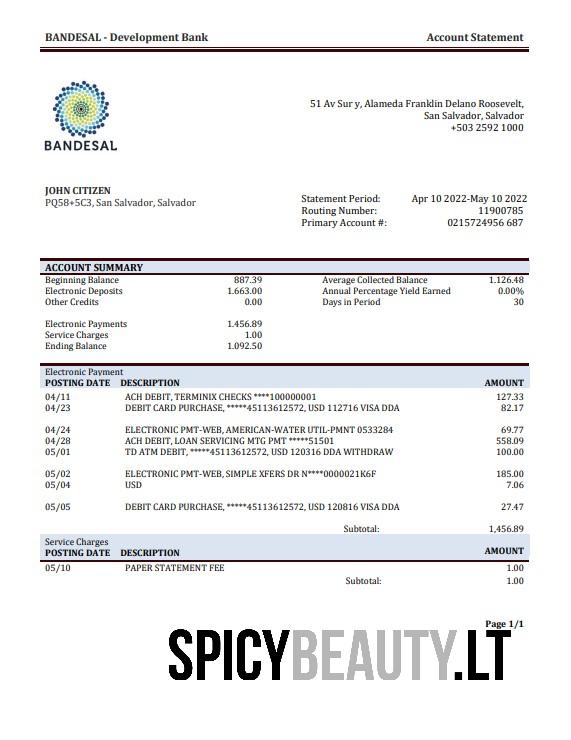 BANDESAL - Development Bank Account Statement
BANDESAL
51 Av Sur y, Alameda Franklin Delano Roosevelt,
San Salvador, Salvador
+503 2592 1000
JOHN CITIZEN
PQ58+5C3, San Salvador, Salvador
Statement Period: Apr 10 2022-May 10 2022
Routing Number: 11900785
Primary Account #: 0215724956 687
ACCOUNT SUMMARY
Beginning Balance 887.39 Average Collected Balance 1.126.48
Electronic Deposits 1.663.00 Annual Percentage Yield Earned 0.00%
Other Credits 0.00 Days in Period 30
Electronic Payments 1.456.89
Service Charges 1.00
Ending Balance 1.092.50
Electronic Payment
POSTING DATE DESCRIPTION AMOUNT
04/11 ACH DEBIT, TERMINIX CHECKS ****100000001 127.33
04/23 DEBIT CARD PURCHASE, *****45113612572, USD 112716 VISA DDA 82.17
04/24 ELECTRONIC PMT-WEB, AMERICAN-WATER UTIL-PMNT 0533284 69.77
04/28 ACH DEBIT, LOAN SERVICING MTG PMT *****51501 558.09
05/01 TD ATM DEBIT, *****45113612572, USD 120316 DDA WITHDRAW 100.00
05/02 ELECTRONIC PMT-WEB, SIMPLE XFERS DR N****0000021K6F 185.00
05/04 USD 7.06
05/05 DEBIT CARD PURCHASE, *****45113612572, USD 120816 VISA DDA 27.47
Subtotal: 1,456.89
Service Charges
POSTING DATE DESCRIPTION AMOUNT
05/10 PAPER STATEMENT FEE 1.00
Subtotal: 1.00
Page 1/1
SPICYBEAUTY.LT